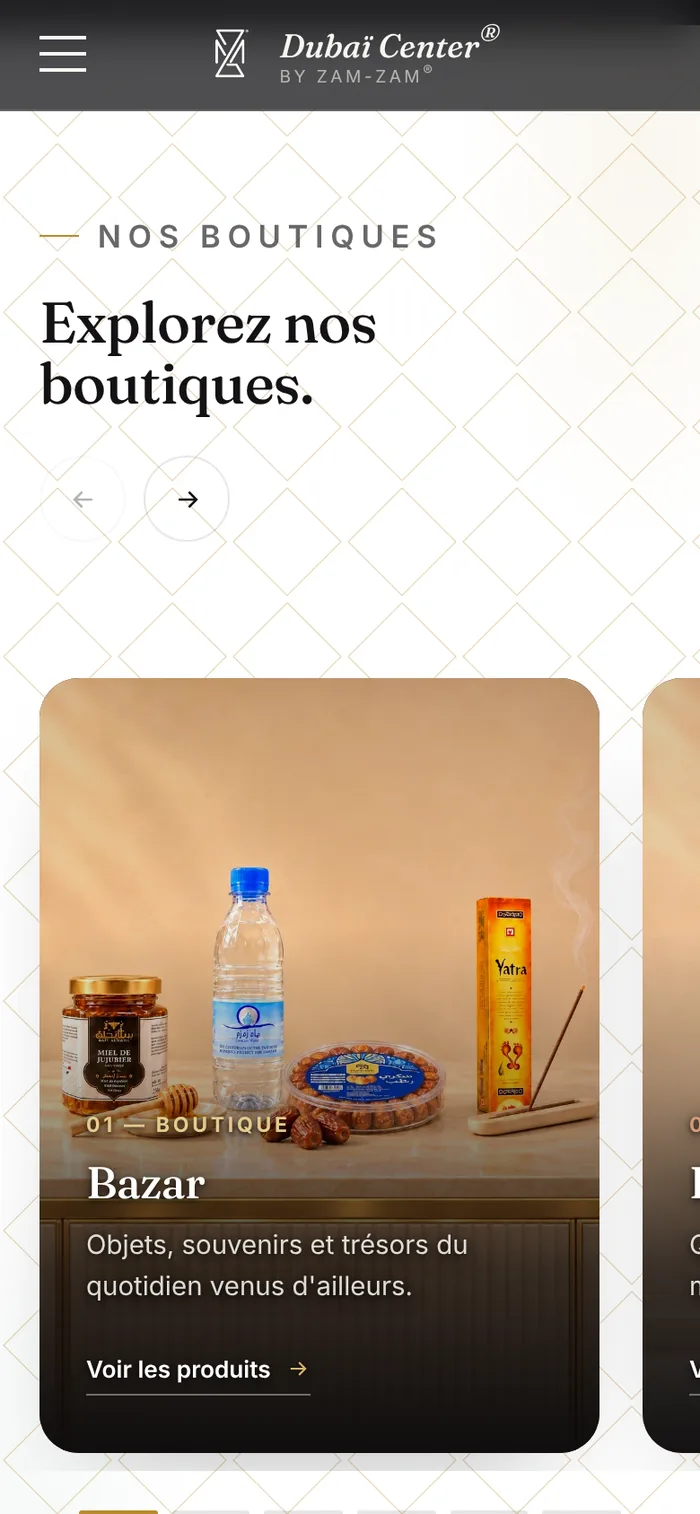 Dubaï Center®
BY ZAM-ZAM®
NOS BOUTIQUES
Explorez nos
boutiques.
MIEL DE
JUJUBIER
Yatra
01 — BOUTIQUE
Bazar
Objets, souvenirs et trésors du
quotidien venus d'ailleurs.
Voir les produits